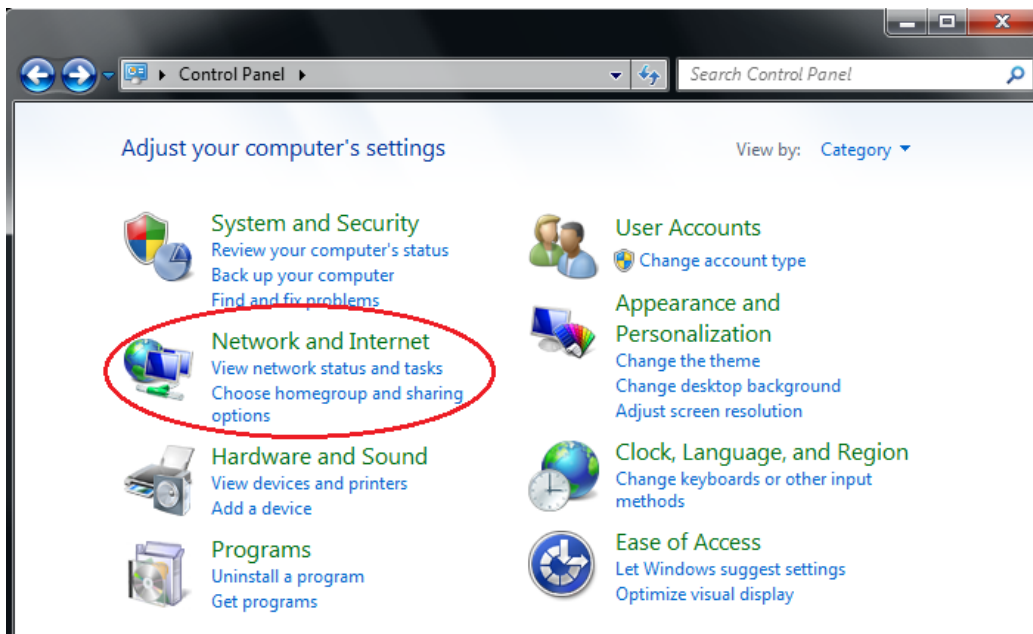 Control Panel
Search Control Panel
Adjust your computer's settings
View by: Category
System and Security
Review your computer's status
Back up your computer
Find and fix problems
Network and Internet
View network status and tasks
Choose homegroup and sharing
options
Hardware and Sound
View devices and printers
Add a device
Programs
Uninstall a program
Get programs
User Accounts
Change account type
Appearance and
Personalization
Change the theme
Change desktop background
Adjust screen resolution
Clock, Language, and Region
Change keyboards or other input
methods
Ease of Access
Let Windows suggest settings
Optimize visual display